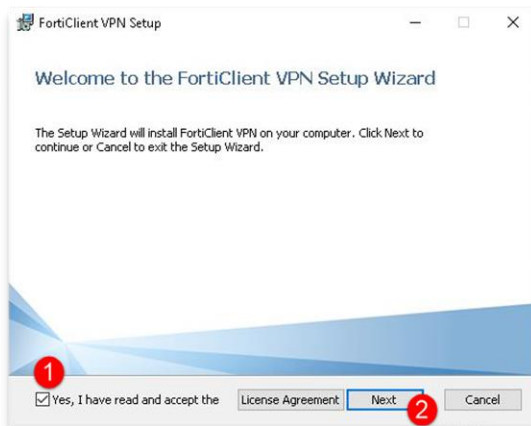 FortiClient VPN Setup
Welcome to the FortiClient VPN Setup Wizard
The Setup Wizard will install FortiClient VPN on your computer. Click Next to
continue or Cancel to exit the Setup Wizard.
1
Yes, I have read and accept the License Agreement Next Cancel
2